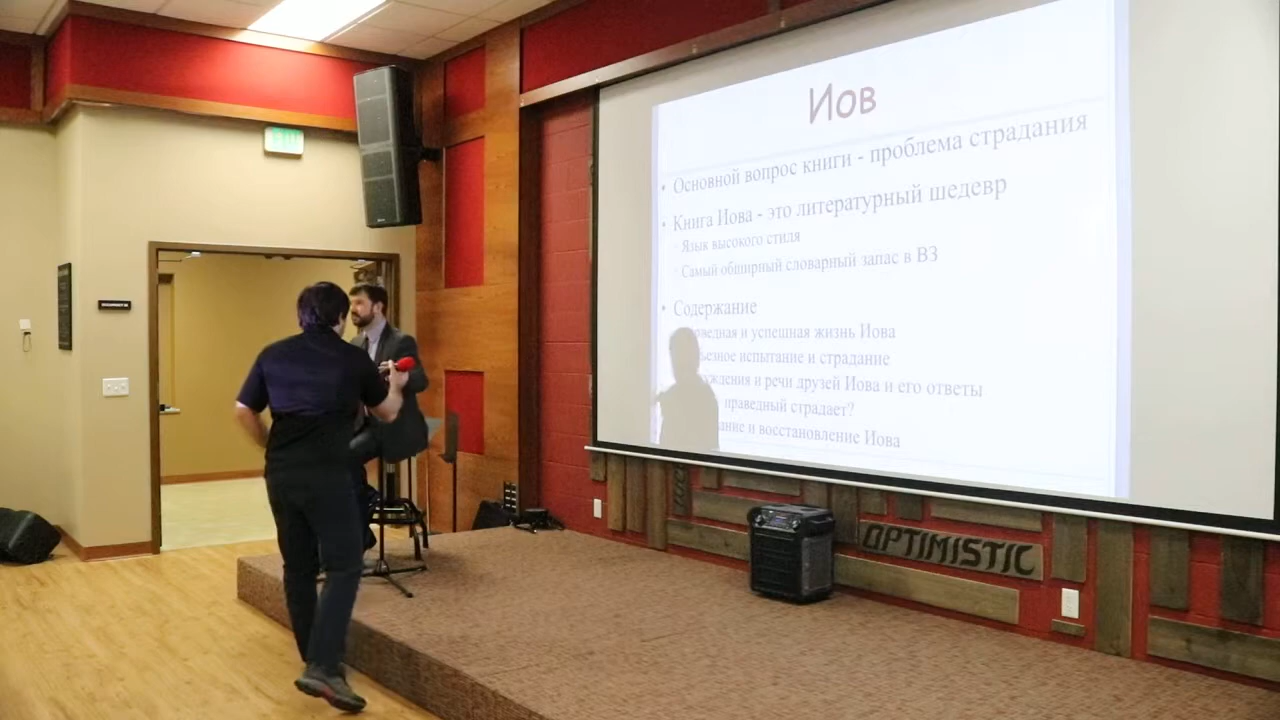 EXIT
Иов
• Основной вопрос книги - проблема страдания
• Книга Иова - это литературный шедевр
Язык высокого стиля
Самый обширный словарный запас в ВЗ
• Содержание
и успешная жизнь Иова
испытание и страдание
и речи друзей Иова и его ответы
праведный страдает?
и восстановление Иова
OPTIMISTIC